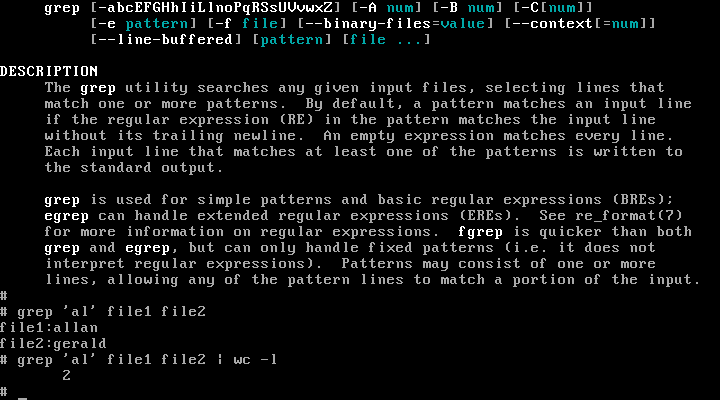 grep [-abcEFGHhIiLlnoPqRSsUVvwxZ] [-A num] [-B num] [-C[num]]
[-e pattern] [-f file] [--binary-files=value] [--context[=num]]
[--line-buffered] [pattern] [file ...]
DESCRIPTION
The grep utility searches any given input files, selecting lines that
match one or more patterns.  By default, a pattern matches an input line
if the regular expression (RE) in the pattern matches the input line
without its trailing newline.  An empty expression matches every line.
Each input line that matches at least one of the patterns is written to
the standard output.
grep is used for simple patterns and basic regular expressions (BREs);
egrep can handle extended regular expressions (EREs).  See re_format(7)
for more information on regular expressions.  fgrep is quicker than both
grep and egrep, but can only handle fixed patterns (i.e. it does not
interpret regular expressions).  Patterns may consist of one or more
lines, allowing any of the pattern lines to match a portion of the input.
#
# grep 'al' file1 file2
file1:allan
file2:gerald
# grep 'al' file1 file2 | wc -l
2
# _